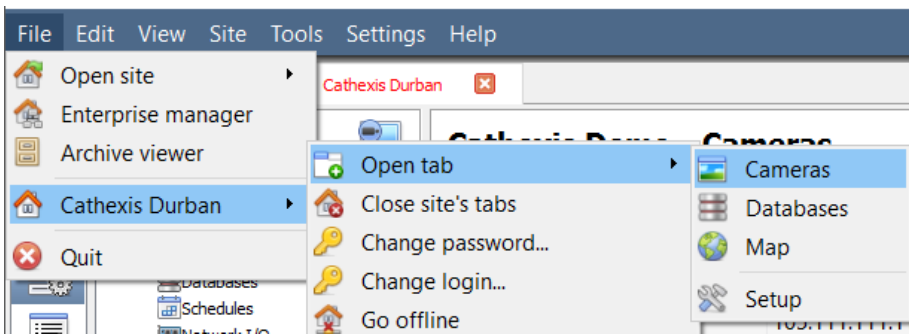 File Edit View Site Tools Settings Help
Open site
Cathexis Durban
Enterprise manager
Archive viewer
Open tab
Cameras
Cathexis Durban
Close site's tabs
Databases
Change password...
Map
Quit
Databases
Change login...
Schedules
Setup
Go offline